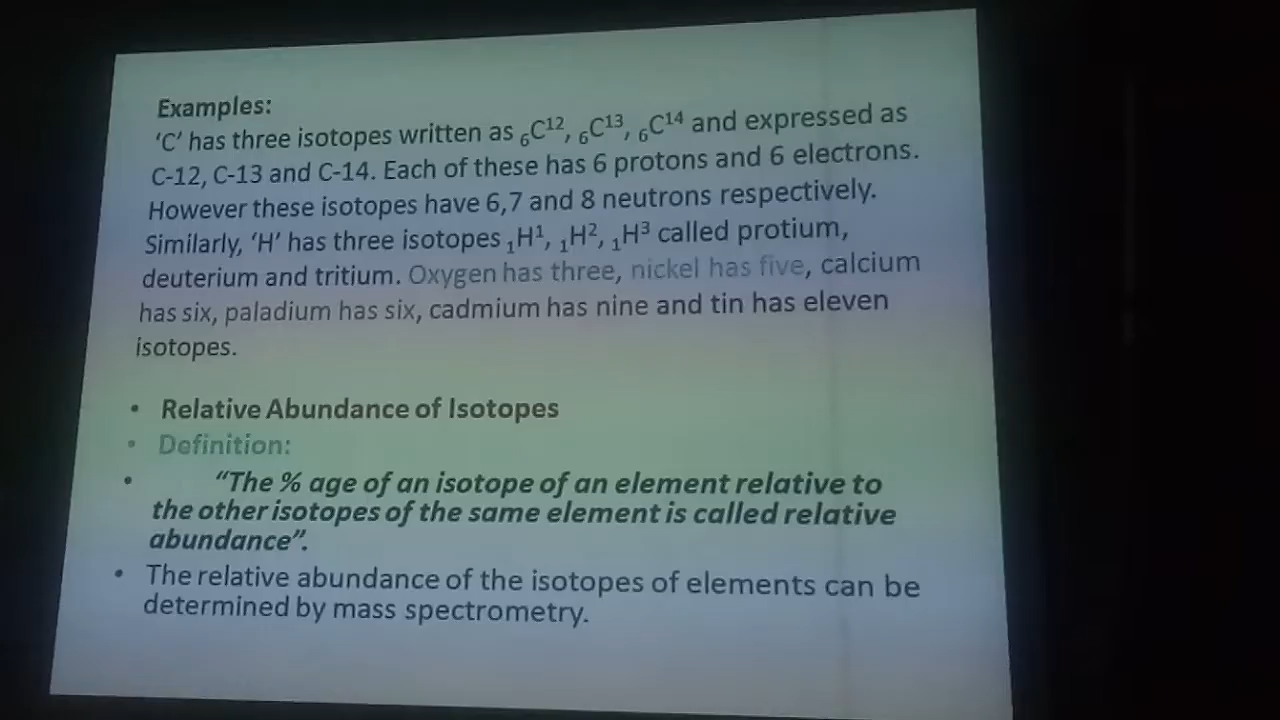 Examples:
‘C’ has three isotopes written as ₆C¹², ₆C¹³, ₆C¹⁴ and expressed as
C-12, C-13 and C-14. Each of these has 6 protons and 6 electrons.
However these isotopes have 6,7 and 8 neutrons respectively.
Similarly, ‘H’ has three isotopes ₁H¹, ₁H², ₁H³ called protium,
deuterium and tritium. Oxygen has three, nickel has five, calcium
has six, paladium has six, cadmium has nine and tin has eleven
isotopes.
• Relative Abundance of Isotopes
• Definition:
• “The % age of an isotope of an element relative to
the other isotopes of the same element is called relative
abundance”.
• The relative abundance of the isotopes of elements can be
determined by mass spectrometry.